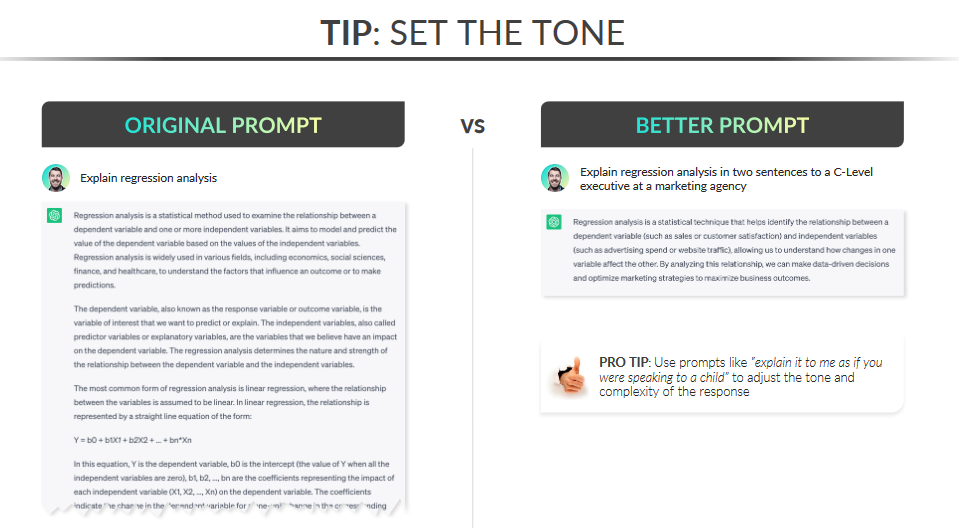 TIP: SET THE TONE
ORIGINAL PROMPT
Explain regression analysis
Regression analysis is a statistical method used to examine the relationship between a
dependent variable and one or more independent variables. It aims to model and predict the
value of the dependent variable based on the values of the independent variables.
Regression analysis is widely used in various fields, including economics, social sciences,
finance, and healthcare, to understand the factors that influence an outcome or to make
predictions.
The dependent variable, also known as the response variable or outcome variable, is the
variable of interest that we want to predict or explain. The independent variables, also called
predictor variables or explanatory variables, are the variables that we believe have an impact
on the dependent variable. The regression analysis determines the nature and strength of
the relationship between the dependent variable and the independent variables.
The most common form of regression analysis is linear regression, where the relationship
between the variables is assumed to be linear. In linear regression, the relationship is
represented by a straight line equation of the form:
Y = b0 + b1X1 + b2X2 + ... + bn*Xn
In this equation, Y is the dependent variable, b0 is the intercept (the value of Y when all the
independent variables are zero), b1, b2, ..., bn are the coefficients representing the impact of
each independent variable (X1, X2, ..., Xn) on the dependent variable. The coefficients
indicate the change in the dependent variable for a one-unit change in the corresponding
VS
BETTER PROMPT
Explain regression analysis in two sentences to a C-Level
executive at a marketing agency
Regression analysis is a statistical technique that helps identify the relationship between a
dependent variable (such as sales or customer satisfaction) and independent variables
(such as advertising spend or website traffic), allowing us to understand how changes in one
variable affect the other. By analyzing this relationship, we can make data-driven decisions
and optimize marketing strategies to maximize business outcomes.
PRO TIP: Use prompts like "explain it to me as if you
were speaking to a child" to adjust the tone and
complexity of the response